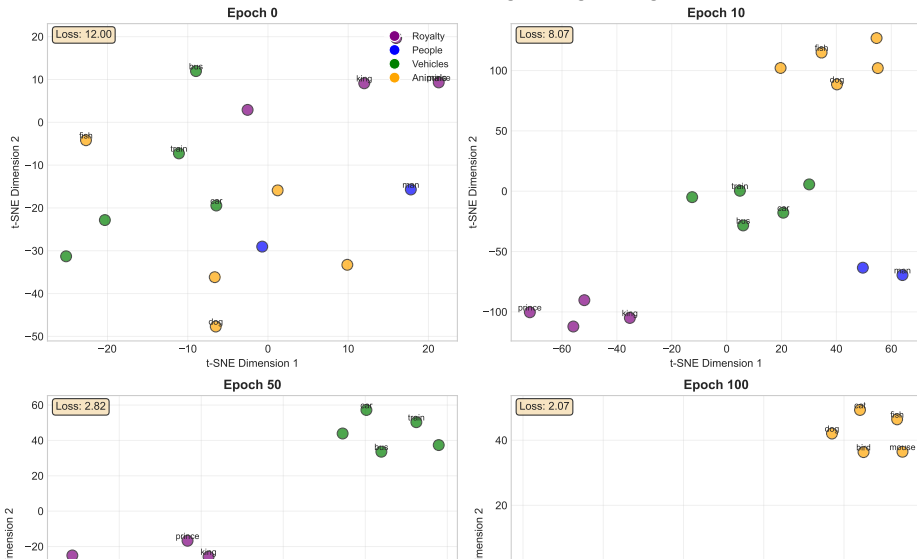 Epoch 0
Loss: 12.00
Royalty
People
Vehicles
Animals
bus
king
fish
train
man
car
dog
20
10
0
−10
−20
−30
−40
−50
−20
−10
0
10
20
t-SNE Dimension 1
t-SNE Dimension 2
Epoch 10
Loss: 8.07
fish
dog
train
car
bus
man
prince
king
100
50
0
−50
−100
−60
−40
−20
0
20
40
60
t-SNE Dimension 1
t-SNE Dimension 2
Epoch 50
Loss: 2.82
car
train
bus
prince
king
60
40
20
0
−20
mension 2
Epoch 100
Loss: 2.07
cat
fish
dog
bird
mouse
40
20
mension 2